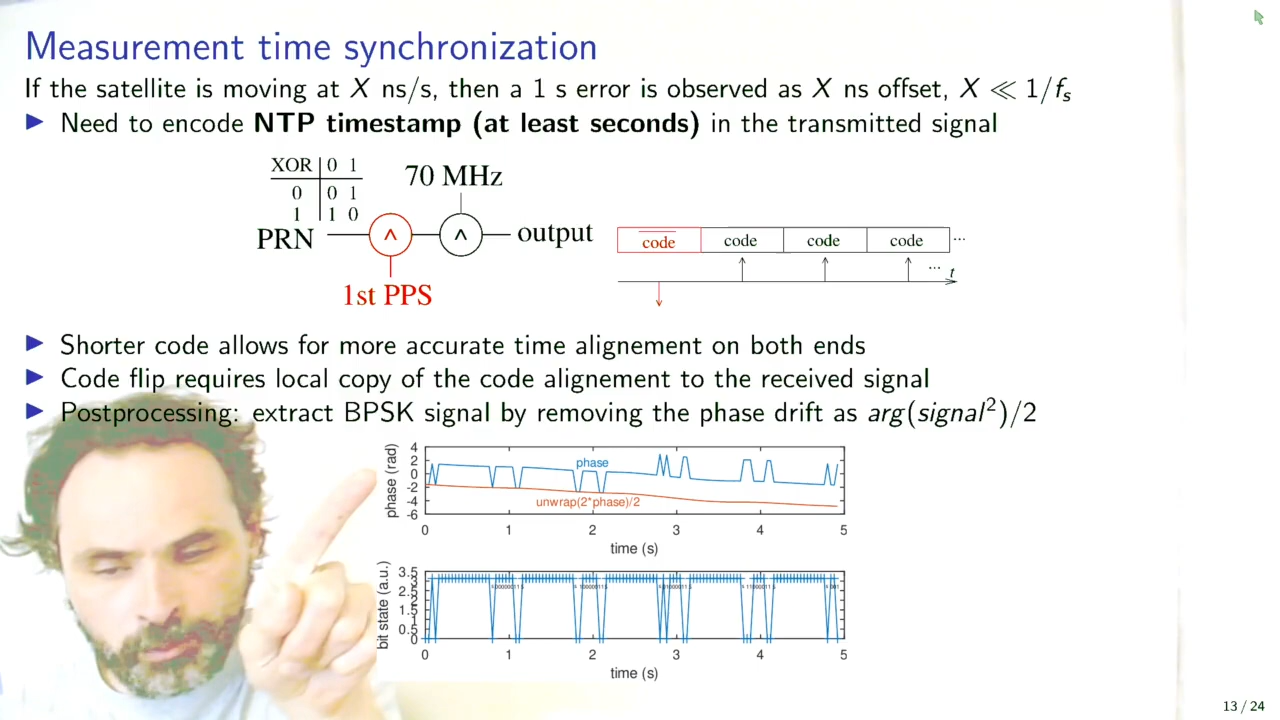 Measurement time synchronization
If the satellite is moving at X ns/s, then a 1 s error is observed as X ns offset, X ≪ 1/fₛ
▶ Need to encode NTP timestamp (at least seconds) in the transmitted signal
XOR 0 1
0 0 1
1 1 0
70 MHz
PRN ^ ^ output
1st PPS
code code code code ...
... t
▶ Shorter code allows for more accurate time alignement on both ends
▶ Code flip requires local copy of the code alignement to the received signal
▶ Postprocessing: extract BPSK signal by removing the phase drift as arg(signal²)/2
phase (rad)
4
2
0
-2
-4
-6
phase
unwrap(2*phase)/2
0 1 2 3 4 5
time (s)
bit state (a.u.)
3.5
3
2.5
2
1.5
1
0.5
0
0 1 2 3 4 5
time (s)
13 / 24